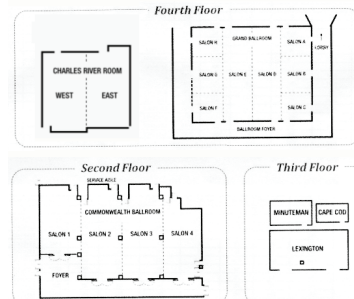 Fourth Floor
CHARLES RIVER ROOM
WEST EAST
SALON H GRAND BALLROOM SALON A
SALON G SALON E SALON D SALON B
SALON F SALON C
BALLROOM FOYER
Second Floor
SERVICE AISLE
COMMONWEALTH BALLROOM
SALON 1 SALON 2 SALON 3 SALON 4
FOYER
Third Floor
MINUTEMAN CAPE COD
LEXINGTON